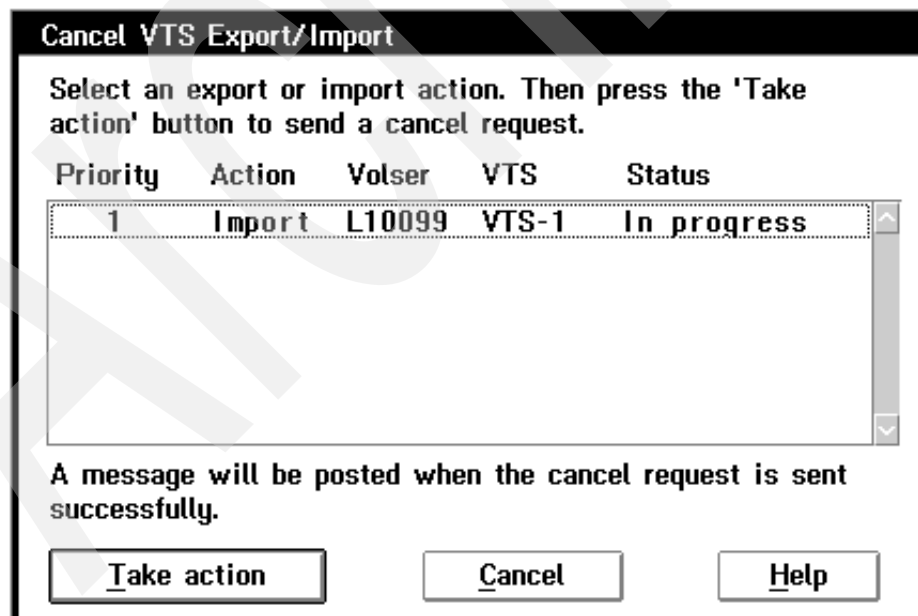 Cancel VTS Export/Import
Select an export or import action. Then press the 'Take
action' button to send a cancel request.
Priority Action Volser VTS Status
1 Import L10099 VTS-1 In progress
A message will be posted when the cancel request is sent
successfully.
Take action Cancel Help